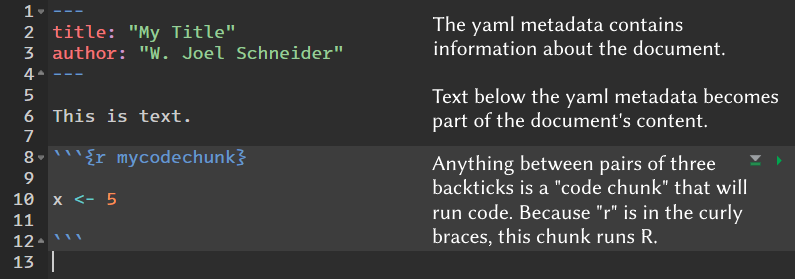 1 ---
2 title: "My Title"
3 author: "W. Joel Schneider"
4 ---
5
6 This is text.
7
8 ```{r mycodechunk}
9
10 x <- 5
11
12 ```
13
The yaml metadata contains
information about the document.
Text below the yaml metadata becomes
part of the document's content.
Anything between pairs of three
backticks is a "code chunk" that will
run code. Because "r" is in the curly
braces, this chunk runs R.